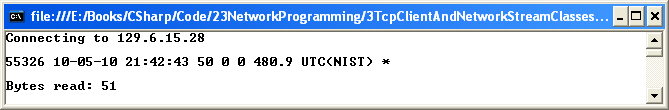 file:///E:/Books/CSharp/Code/23NetworkProgramming/3TcpClientAndNetworkStreamClasses...
Connecting to 129.6.15.28
55326 10-05-10 21:42:43 50 0 0 480.9 UTC(NIST) *
Bytes read: 51